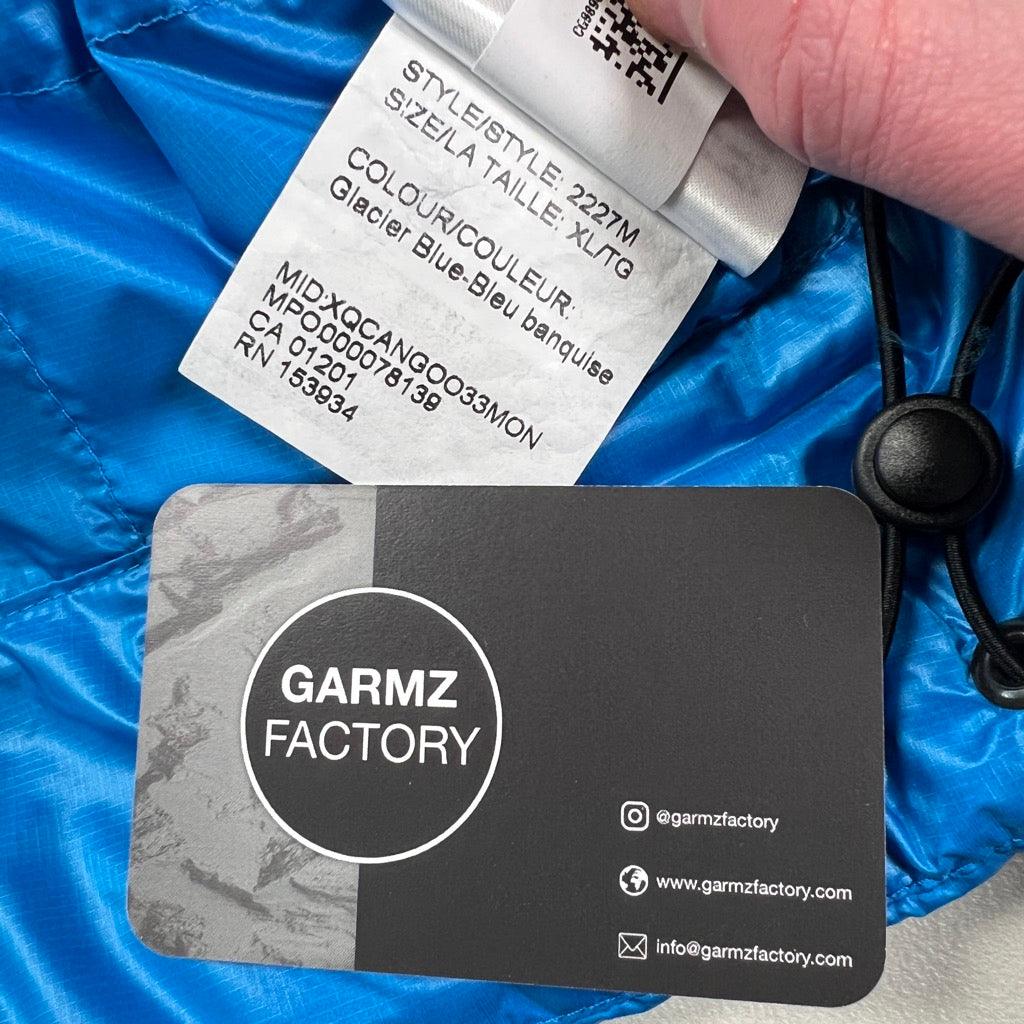 CG989
STYLE/STYLE: 2227M
SIZE/LA TAILLE: XL/TG
COLOUR/COULEUR:
Glacier Blue-Bleu banquise
MID:XQCANGOO33MON
MPO000078139
CA 01201
RN 153934
GARMZ
FACTORY
@garmzfactory
www.garmzfactory.com
info@garmzfactory.com